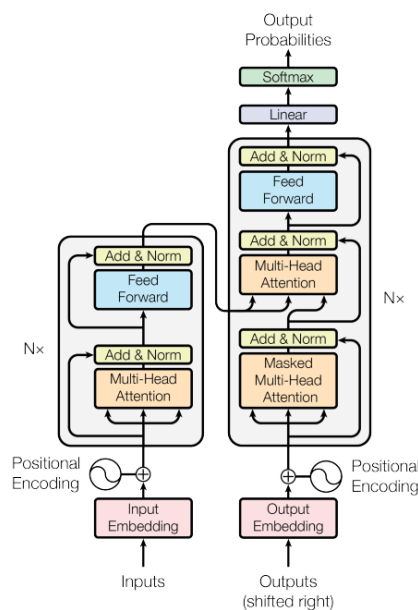 Output
Probabilities
Softmax
Linear
Add & Norm
Feed
Forward
Add & Norm
Multi-Head
Attention
Add & Norm
Masked
Multi-Head
Attention
N×
Positional
Encoding
Output
Embedding
Outputs
(shifted right)
Add & Norm
Feed
Forward
Add & Norm
Multi-Head
Attention
N×
Positional
Encoding
Input
Embedding
Inputs